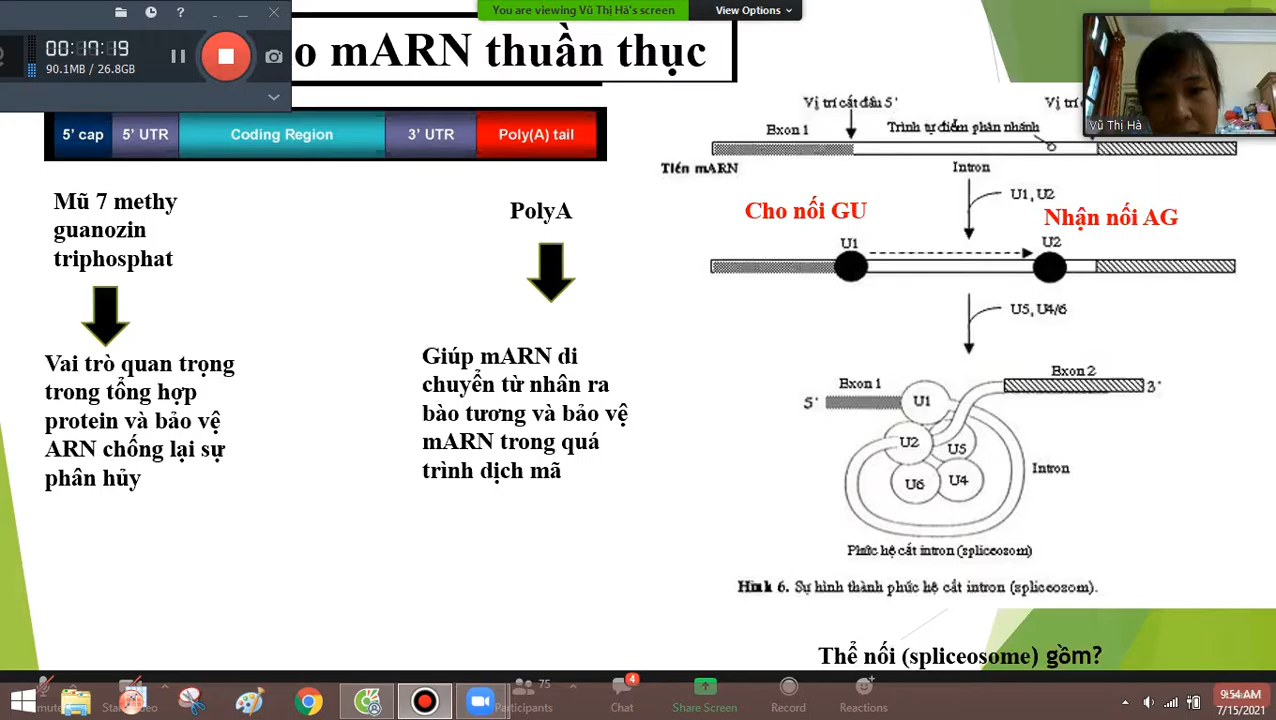 You are viewing Vũ Thị Hà's screen
View Options
00:17:19
90.1MB / 26.8GB
o mARN thuần thục
5' cap
5' UTR
Coding Region
3' UTR
Poly(A) tail
Mũ 7 methy
guanozin
triphosphat
Vai trò quan trọng
trong tổng hợp
protein và bảo vệ
ARN chống lại sự
phân hủy
PolyA
Giúp mARN di
chuyển từ nhân ra
bào tương và bảo vệ
mARN trong quá
trình dịch mã
Vị trí cắt đầu 5'
Vị trí
Vũ Thị Hà
Exon 1
Trình tự điểm phân nhánh
Tiền mARN
Intron
U1, U2
Cho nối GU
Nhận nối AG
U1
U2
U5, U4/6
Exon 1
Exon 2
5'
3'
U1
U2
U5
U6
U4
Intron
Phức hệ cắt intron (spliceosom)
Hình 6. Sự hình thành phức hệ cắt intron (spliceosom).
Thể nối (spliceosome) gồm?
Participants
75
Chat
4
Share Screen
Record
Reactions
9:54 AM
7/15/2021